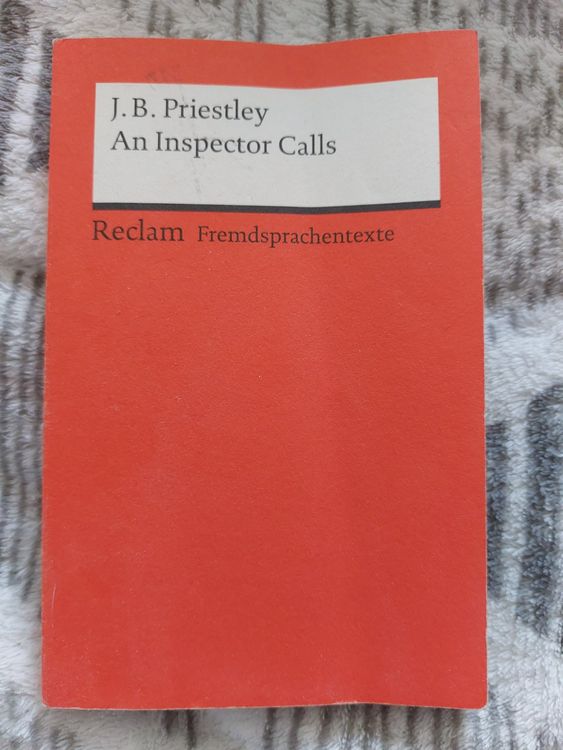 J. B. Priestley
An Inspector Calls
Reclam Fremdsprachentexte